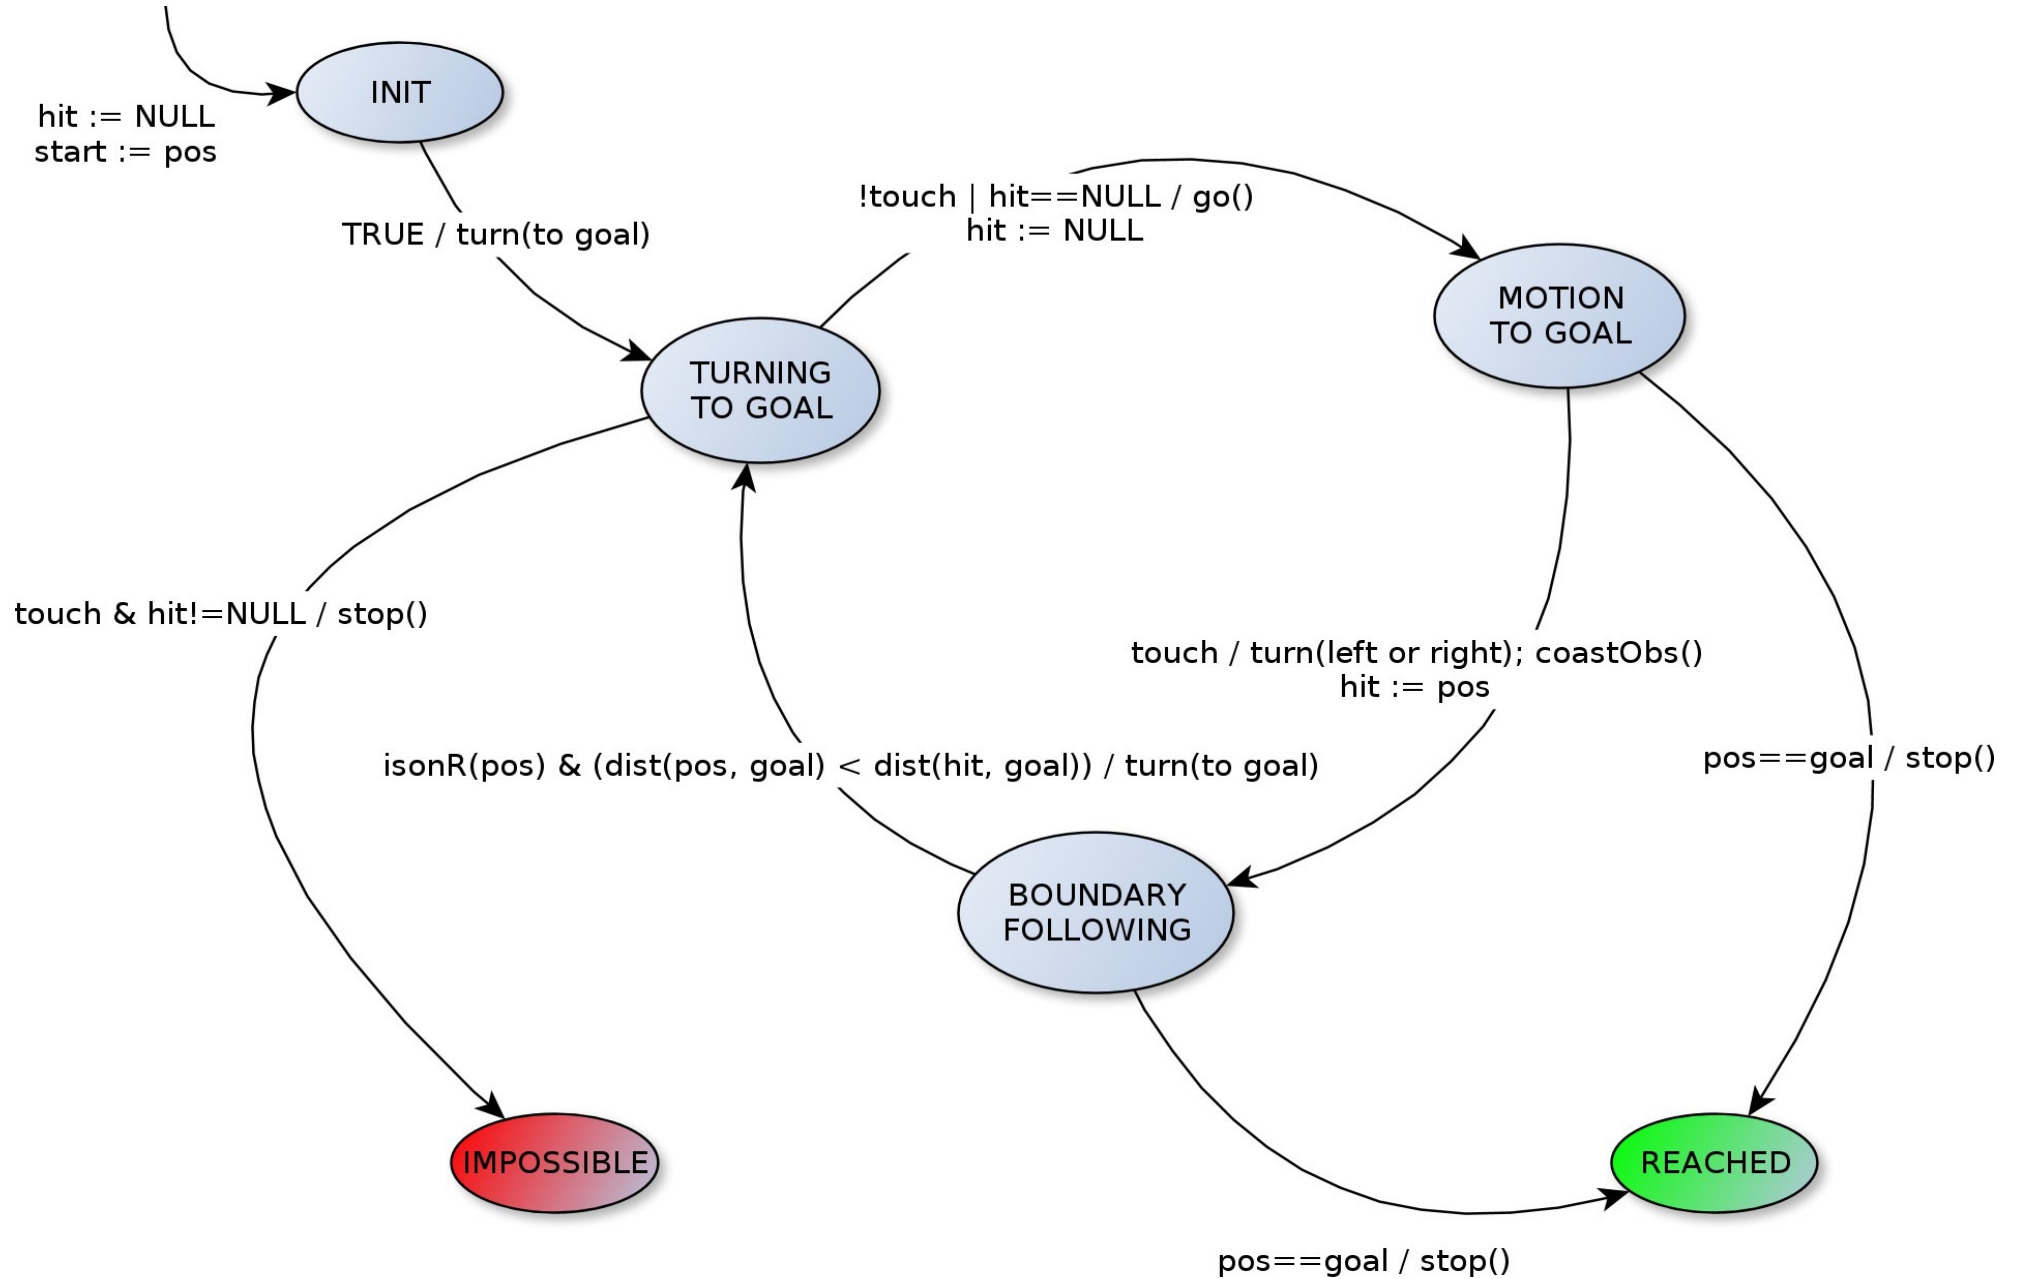 INIT
hit := NULL
start := pos
!touch | hit==NULL / go()
hit := NULL
TRUE / turn(to goal)
MOTION
TO GOAL
TURNING
TO GOAL
touch & hit!=NULL / stop()
touch / turn(left or right); coastObs()
hit := pos
isonR(pos) & (dist(pos, goal) < dist(hit, goal)) / turn(to goal)
pos==goal / stop()
BOUNDARY
FOLLOWING
IMPOSSIBLE
REACHED
pos==goal / stop()